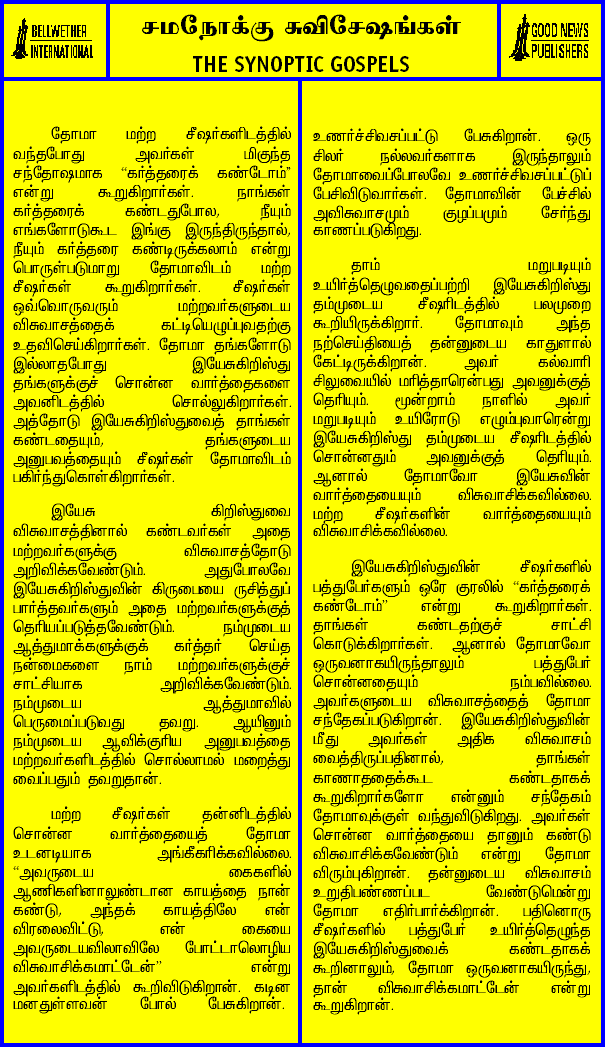 BELLWETHER
INTERNATIONAL
சமநோக்கு சுவிசேஷங்கள்
THE SYNOPTIC GOSPELS
GOOD NEWS
PUBLISHERS
தோமா மற்ற சீஷர்களிடத்தில்
வந்தபோது அவர்கள் மிகுந்த
சந்தோஷமாக “கர்த்தரைக் கண்டோம்”
என்று கூறுகிறார்கள். நாங்கள்
கர்த்தரைக் கண்டதுபோல, நீயும்
எங்களோடுகூட இங்கு இருந்திருந்தால்,
நீயும் கர்த்தரை கண்டிருக்கலாம் என்று
பொருள்படுமாறு தோமாவிடம் மற்ற
சீஷர்கள் கூறுகிறார்கள். சீஷர்கள்
ஒவ்வொருவரும் மற்றவர்களுடைய
விசுவாசத்தைக் கட்டியெழுப்புவதற்கு
உதவிசெய்கிறார்கள். தோமா தங்களோடு
இல்லாதபோது இயேசுகிறிஸ்து
தங்களுக்குச் சொன்ன வார்த்தைகளை
அவனிடத்தில் சொல்லுகிறார்கள்.
அத்தோடு இயேசுகிறிஸ்துவைத் தாங்கள்
கண்டதையும், தங்களுடைய
அனுபவத்தையும் சீஷர்கள் தோமாவிடம்
பகிர்ந்துகொள்கிறார்கள்.
இயேசு கிறிஸ்துவை
விசுவாசத்தினால் கண்டவர்கள் அதை
மற்றவர்களுக்கு விசுவாசத்தோடு
அறிவிக்கவேண்டும். அதுபோலவே
இயேசுகிறிஸ்துவின் கிருபையை ருசித்துப்
பார்த்தவர்களும் அதை மற்றவர்களுக்குத்
தெரியப்படுத்தவேண்டும். நம்முடைய
ஆத்துமாக்களுக்குக் கர்த்தர் செய்த
நன்மைகளை நாம் மற்றவர்களுக்குச்
சாட்சியாக அறிவிக்கவேண்டும்.
நம்முடைய ஆத்துமாவில்
பெருமைப்படுவது தவறு. ஆயினும்
நம்முடைய ஆவிக்குரிய அனுபவத்தை
மற்றவர்களிடத்தில் சொல்லாமல் மறைத்து
வைப்பதும் தவறுதான்.
மற்ற சீஷர்கள் தன்னிடத்தில்
சொன்ன வார்த்தையைத் தோமா
உடனடியாக அங்கீகரிக்கவில்லை.
“அவருடைய கைகளில்
ஆணிகளினாலுண்டான காயத்தை நான்
கண்டு, அந்தக் காயத்திலே என்
விரலைவிட்டு, என் கையை
அவருடையவிலாவிலே போட்டாலொழிய
விசுவாசிக்கமாட்டேன்” என்று
அவர்களிடத்தில் கூறிவிடுகிறான். கடின
மனதுள்ளவன் போல் பேசுகிறான்.
உணர்ச்சிவசப்பட்டு பேசுகிறான். ஒரு
சிலர் நல்லவர்களாக இருந்தாலும்
தோமாவைப்போலவே உணர்ச்சிவசப்பட்டுப்
பேசிவிடுவார்கள். தோமாவின் பேச்சில்
அவிசுவாசமும் குழப்பமும் சேர்ந்து
காணப்படுகிறது.
தாம் மறுபடியும்
உயிர்த்தெழுவதைப்பற்றி இயேசுகிறிஸ்து
தம்முடைய சீஷரிடத்தில் பலமுறை
கூறியிருக்கிறார். தோமாவும் அந்த
நற்செய்தியைத் தன்னுடைய காதுளால்
கேட்டிருக்கிறான். அவர் கல்வாரி
சிலுவையில் மரித்தாரென்பது அவனுக்குத்
தெரியும். மூன்றாம் நாளில் அவர்
மறுபடியும் உயிரோடு எழும்புவாரென்று
இயேசுகிறிஸ்து தம்முடைய சீஷரிடத்தில்
சொன்னதும் அவனுக்குத் தெரியும்.
ஆனால் தோமாவோ இயேசுவின்
வார்த்தையையும் விசுவாசிக்கவில்லை.
மற்ற சீஷர்களின் வார்த்தையையும்
விசுவாசிக்கவில்லை.
இயேசுகிறிஸ்துவின் சீஷர்களில்
பத்துபேர்களும் ஒரே குரலில் “கர்த்தரைக்
கண்டோம்” என்று கூறுகிறார்கள்.
தாங்கள் கண்டதற்குச் சாட்சி
கொடுக்கிறார்கள். ஆனால் தோமாவோ
ஒருவனாகயிருந்தாலும் பத்துபேர்
சொன்னதையும் நம்பவில்லை.
அவர்களுடைய விசுவாசத்தைத் தோமா
சந்தேகப்படுகிறான். இயேசுகிறிஸ்துவின்
மீது அவர்கள் அதிக விசுவாசம்
வைத்திருப்பதினால், தாங்கள்
காணாததைக்கூட கண்டதாகக்
கூறுகிறார்களோ என்னும் சந்தேகம்
தோமாவுக்குள் வந்துவிடுகிறது. அவர்கள்
சொன்ன வார்த்தையை தானும் கண்டு
விசுவாசிக்கவேண்டும் என்று தோமா
விரும்புகிறான். தன்னுடைய விசுவாசம்
உறுதிபண்ணப்பட வேண்டுமென்று
தோமா எதிர்பார்க்கிறான். பதினொரு
சீஷர்களில் பத்துபேர் உயிர்த்தெழுந்த
இயேசுகிறிஸ்துவைக் கண்டதாகக்
கூறினாலும், தோமா ஒருவனாகயிருந்து,
தான் விசுவாசிக்கமாட்டேன் என்று
கூறுகிறான்.